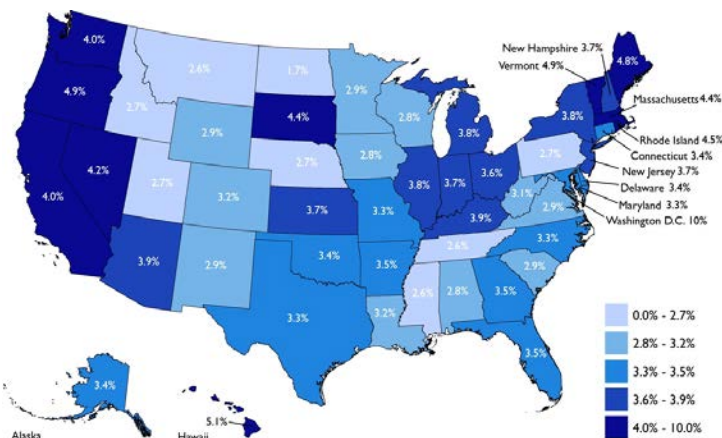 4.0%
2.6%
1.7%
2.9%
New Hampshire 3.7%
Vermont 4.9%
4.8%
4.9%
2.7%
4.4%
2.8%
3.8%
3.8%
Massachusetts 4.4%
2.9%
2.8%
2.7%
Rhode Island 4.5%
Connecticut 3.4%
New Jersey 3.7%
Delaware 3.4%
Maryland 3.3%
Washington D.C. 10%
4.0%
4.2%
2.7%
3.2%
2.7%
3.8%
3.7%
3.6%
3.1%
2.9%
3.7%
3.3%
3.9%
3.3%
3.9%
2.9%
3.4%
3.5%
2.6%
2.9%
3.3%
3.2%
2.6%
2.8%
3.5%
3.5%
0.0% - 2.7%
2.8% - 3.2%
3.3% - 3.5%
3.6% - 3.9%
4.0% - 10.0%
3.4%
5.1%
Alaska
Hawaii